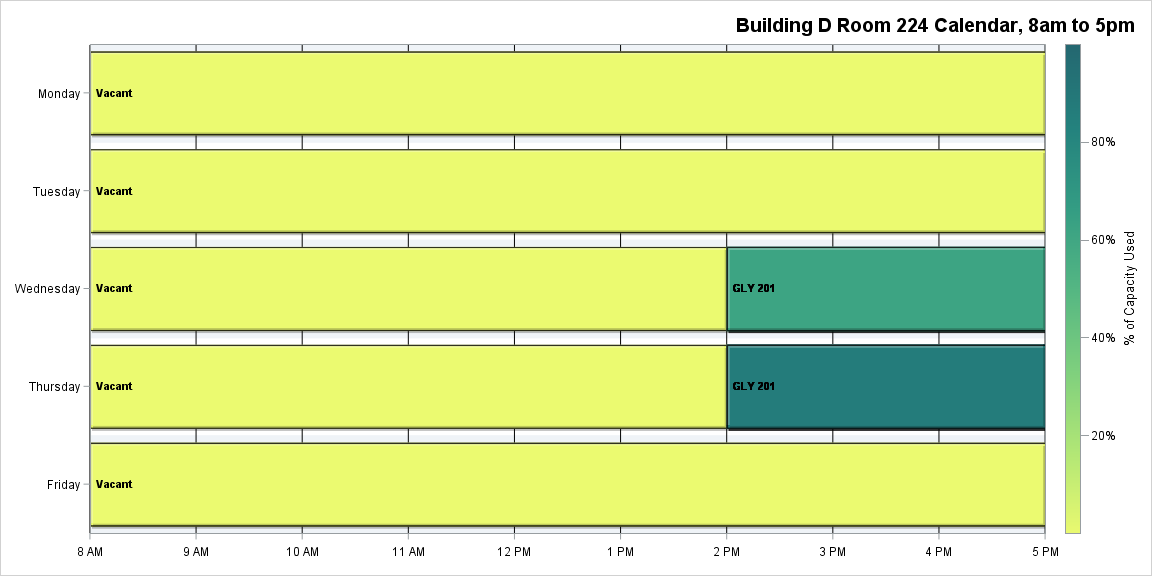 Building D Room 224 Calendar, 8am to 5pm
Monday
Vacant
Tuesday
Vacant
Wednesday
Vacant
GLY 201
Thursday
Vacant
GLY 201
Friday
Vacant
8 AM
9 AM
10 AM
11 AM
12 PM
1 PM
2 PM
3 PM
4 PM
5 PM
80%
60%
40%
20%
% of Capacity Used